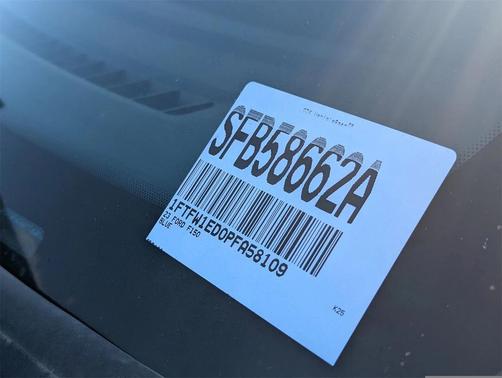 SFB58662A
1FTFW1ED0PFA58109
23 FORD F150
BLUE
K25